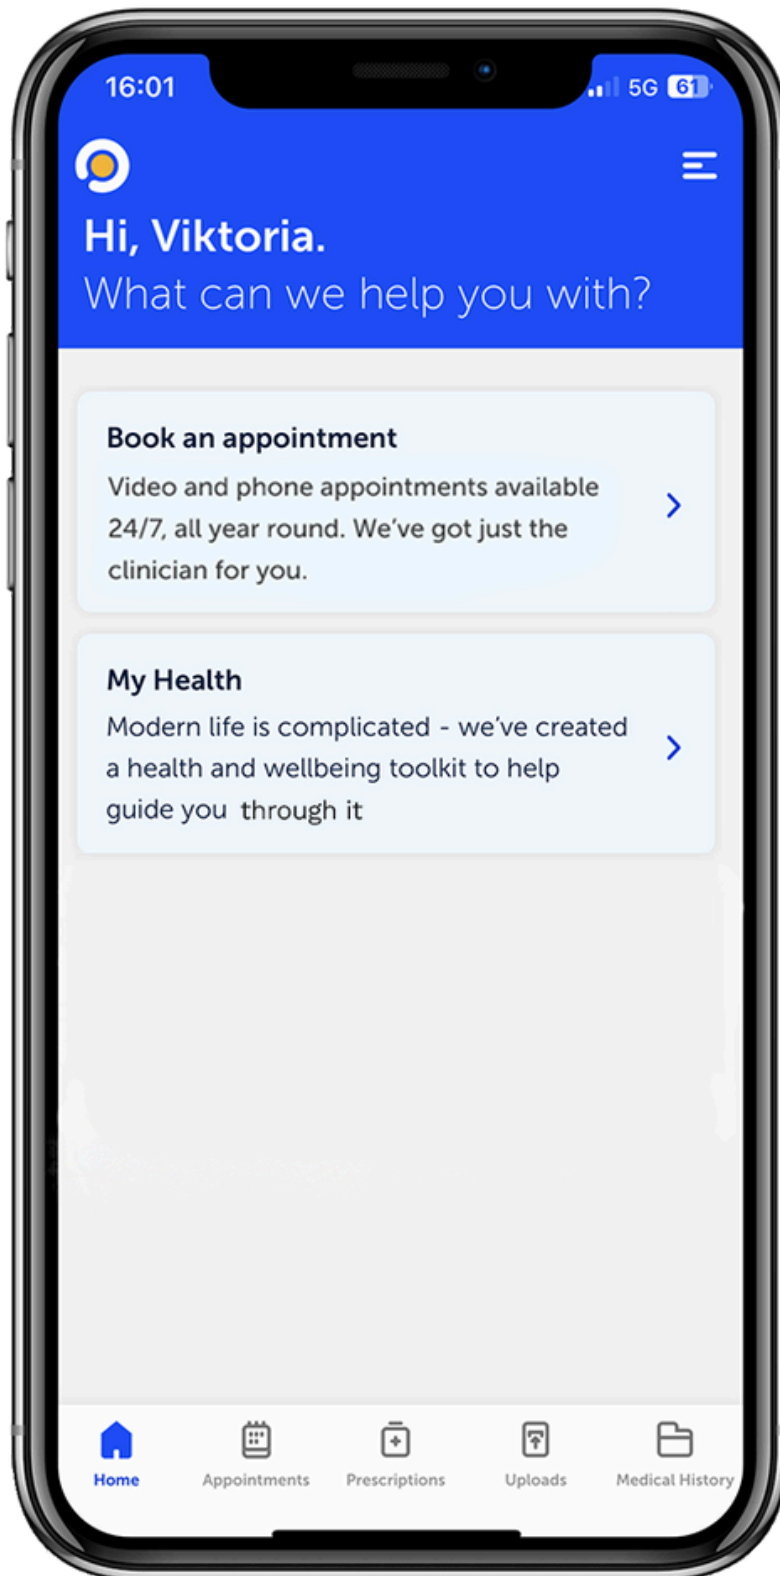 16:01
5G 61
Hi, Viktoria.
What can we help you with?
Book an appointment
Video and phone appointments available
24/7, all year round. We've got just the
clinician for you.
My Health
Modern life is complicated - we've created
a health and wellbeing toolkit to help
guide you through it
Home Appointments Prescriptions Uploads Medical History